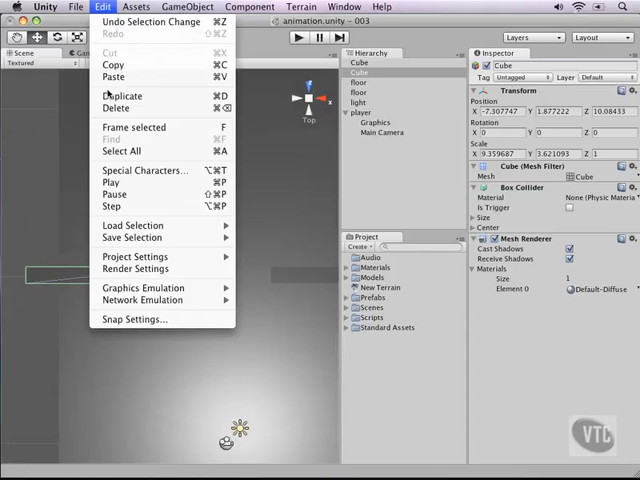 Unity File Edit Assets GameObject Component Terrain Window Help
animation.unity - 003
Layers Layout
Scene
Textured
Undo Selection Change ⌘Z
Redo ⇧⌘Z
Cut ⌘X
Copy ⌘C
Paste ⌘V
Duplicate ⌘D
Delete ⌘⌫
Frame selected F
Find ⌘F
Select All ⌘A
Special Characters... ⌥⌘T
Play ⌘P
Pause ⇧⌘P
Step ⌥⌘P
Load Selection
Save Selection
Project Settings
Render Settings
Graphics Emulation
Network Emulation
Snap Settings...
x
Top
Hierarchy
Cube
Cube
floor
floor
light
player
Graphics
Main Camera
Project
Create
Audio
Materials
Models
New Terrain
Prefabs
Scenes
Scripts
Standard Assets
Inspector
Cube
Tag Untagged Layer Default
Transform
Position
X -7.307747 Y 1.877222 Z 10.08433
Rotation
X 0 Y 0 Z 0
Scale
X 9.359687 Y 3.621093 Z 1
Cube (Mesh Filter)
Mesh Cube
Box Collider
Material None (Physic Materia
Is Trigger
Size
Center
Mesh Renderer
Cast Shadows
Receive Shadows
Materials
Size 1
Element 0 Default-Diffuse
VTC